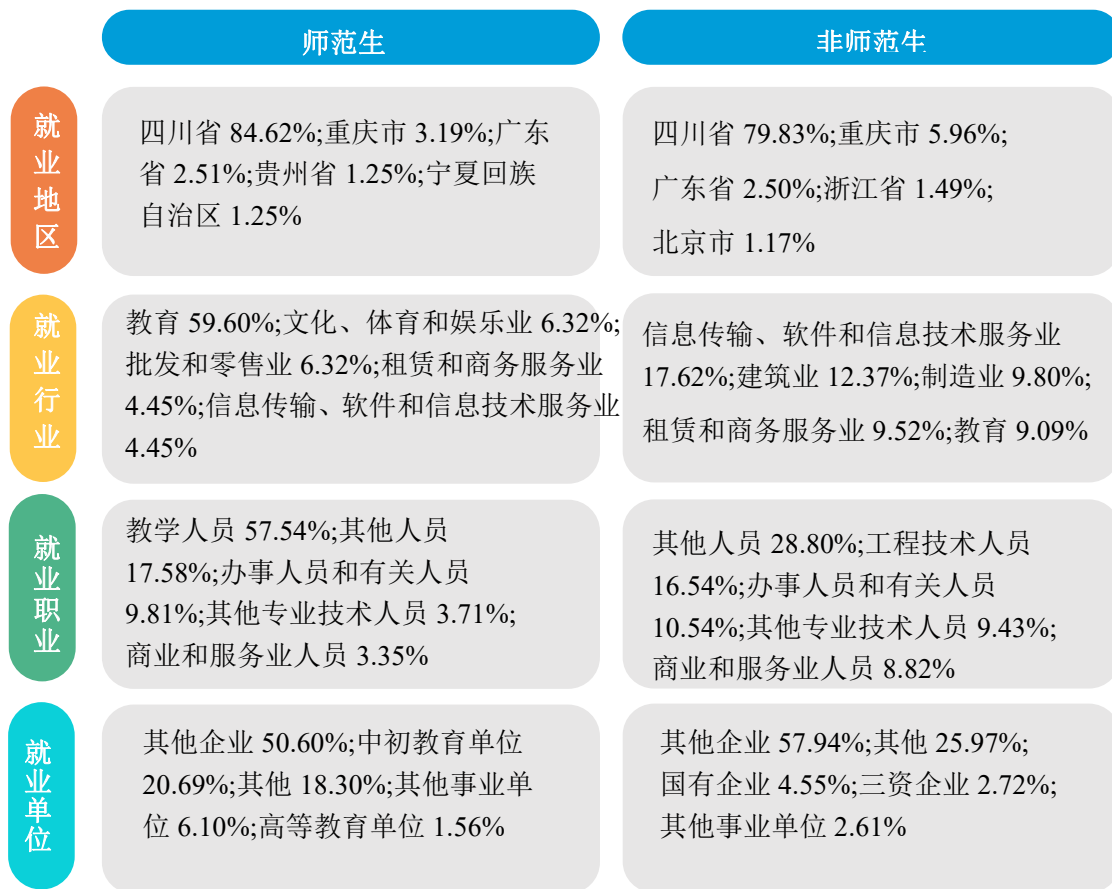 师范生
非师范生
就业地区
四川省 84.62%;重庆市 3.19%;广东
省 2.51%;贵州省 1.25%;宁夏回族
自治区 1.25%
四川省 79.83%;重庆市 5.96%;
广东省 2.50%;浙江省 1.49%;
北京市 1.17%
就业行业
教育 59.60%;文化、体育和娱乐业 6.32%;
批发和零售业 6.32%;租赁和商务服务业
4.45%;信息传输、软件和信息技术服务业
4.45%
信息传输、软件和信息技术服务业
17.62%;建筑业 12.37%;制造业 9.80%;
租赁和商务服务业 9.52%;教育 9.09%
就业职业
教学人员 57.54%;其他人员
17.58%;办事人员和有关人员
9.81%;其他专业技术人员 3.71%;
商业和服务业人员 3.35%
其他人员 28.80%;工程技术人员
16.54%;办事人员和有关人员
10.54%;其他专业技术人员 9.43%;
商业和服务业人员 8.82%
就业单位
其他企业 50.60%;中初教育单位
20.69%;其他 18.30%;其他事业单
位 6.10%;高等教育单位 1.56%
其他企业 57.94%;其他 25.97%;
国有企业 4.55%;三资企业 2.72%;
其他事业单位 2.61%